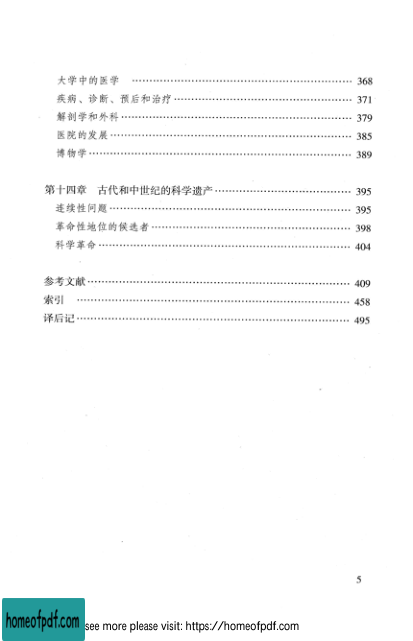 大学中的医学 …… 368
疾病、诊断、预后和治疗 …… 371
解剖学和外科 …… 379
医院的发展 …… 385
博物学 …… 389
第十四章 古代和中世纪的科学遗产 …… 395
连续性问题 …… 395
革命性地位的候选者 …… 398
科学革命 …… 404
参考文献 …… 409
索引 …… 458
译后记 …… 495
5
homeofpdf.com see more please visit: https://homeofpdf.com